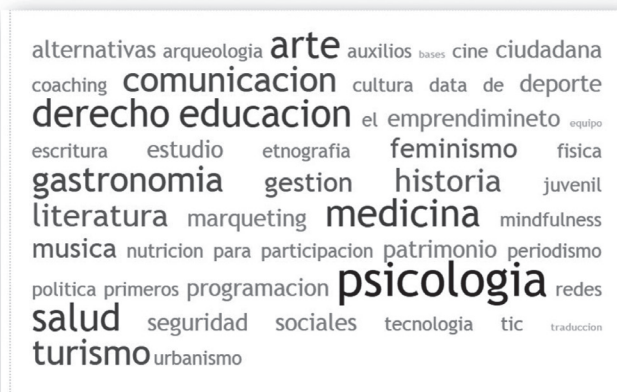 alternativas arqueologia arte auxilios bases cine ciudadana
coaching comunicacion cultura data de deporte
derecho educacion el emprendimineto equipo
escritura estudio etnografia feminismo fisica
gastronomia gestion historia juvenil
literatura marqueting medicina mindfulness
musica nutricion para participacion patrimonio periodismo
politica primeros programacion psicologia redes
salud seguridad sociales tecnologia tic traduccion
turismo urbanismo